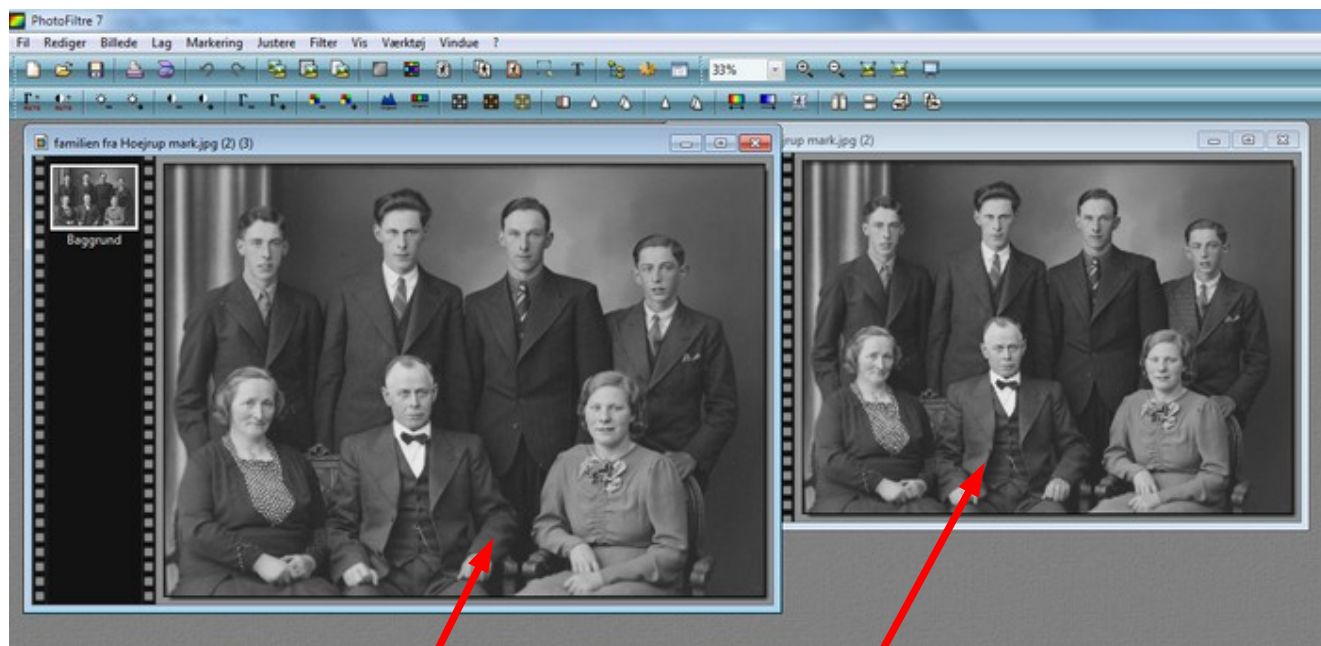 PhotoFiltre 7
Fil Rediger Billede Lag Markering Justere Filter Vis Værktøj Vindue ?
T 33%
familien fra Hoejrup mark.jpg (2) (3)
rup mark.jpg (2)
Baggrund